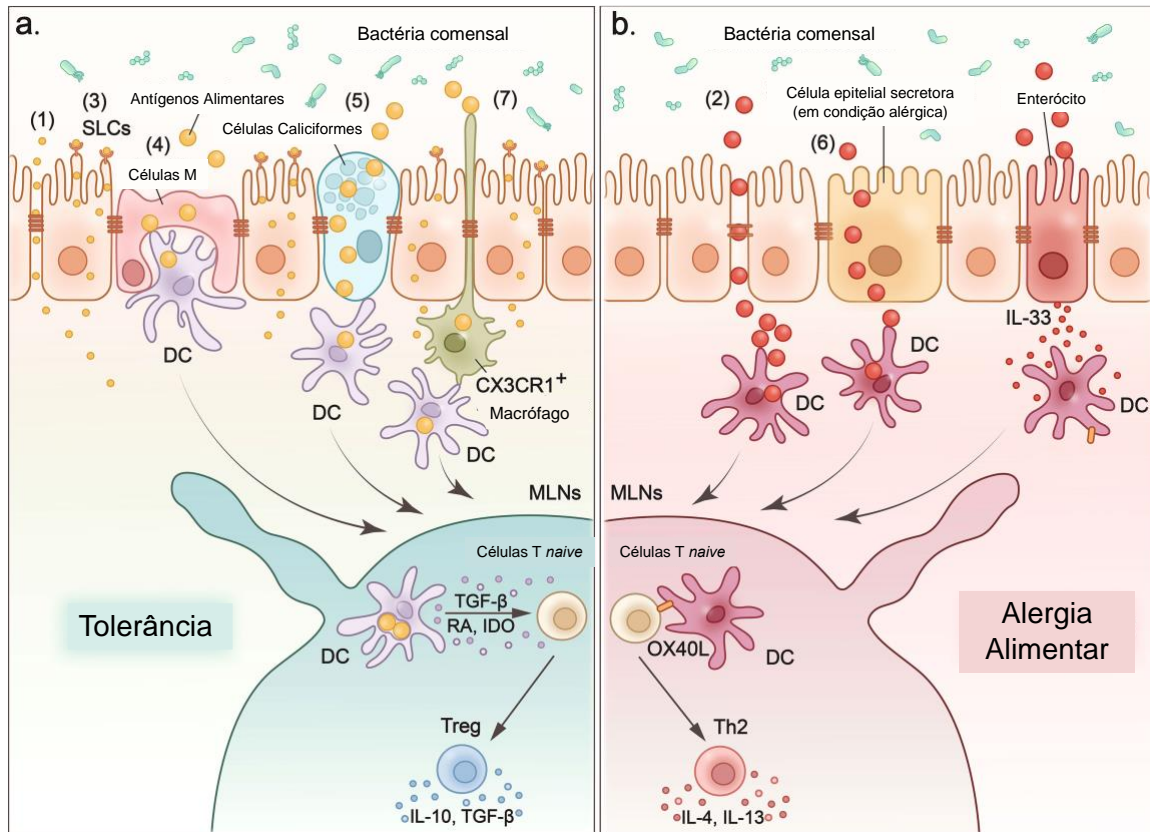 a.
Bactéria comensal
(1)
(3)
SLCs
Antígenos Alimentares
(4)
Células M
(5)
Células Caliciformes
(7)
DC
DC
CX3CR1+
Macrófago
DC
MLNs
Células T naive
Tolerância
TGF-β
RA, IDO
DC
Treg
IL-10, TGF-β
b.
Bactéria comensal
(2)
Célula epitelial secretora
(em condição alérgica)
(6)
Enterócito
IL-33
DC
DC
DC
MLNs
Células T naive
OX40L
DC
Alergia
Alimentar
Th2
IL-4, IL-13